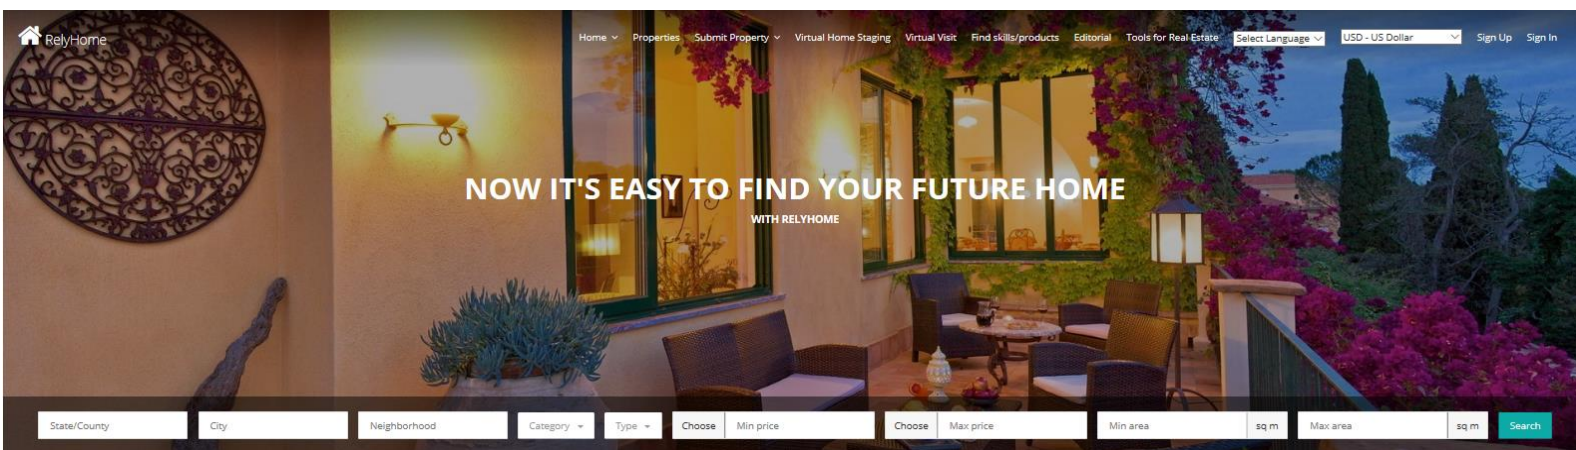 RelyHome
Home Properties Submit Property Virtual Home Staging Virtual Visit Find skills/products Editorial Tools for Real Estate Select Language USD - US Dollar Sign Up Sign In
NOW IT'S EASY TO FIND YOUR FUTURE HOME
WITH RELYHOME
State/County City Neighborhood Category Type Choose Min price Choose Max price Min area sq m Max area sq m Search